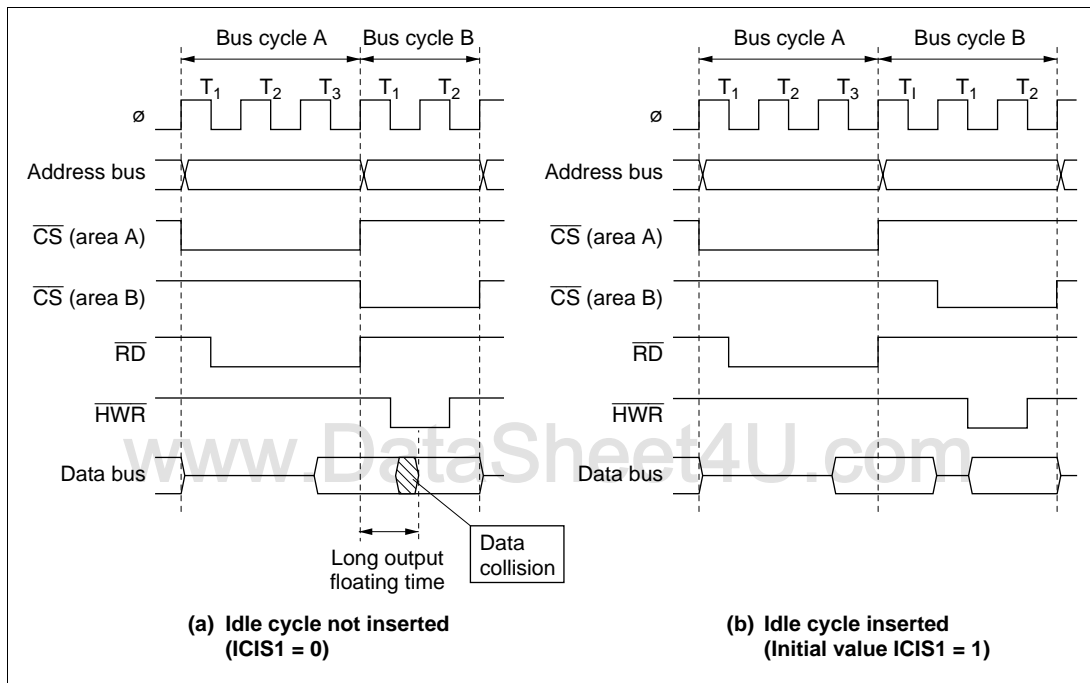 Bus cycle A
Bus cycle B
T1 T2 T3 T1 T2
ø
Address bus
CS (area A)
CS (area B)
RD
HWR
Data bus
Long output
floating time
Data
collision
(a) Idle cycle not inserted
(ICIS1 = 0)
Bus cycle A
Bus cycle B
T1 T2 T3 TI T1 T2
ø
Address bus
CS (area A)
CS (area B)
RD
HWR
Data bus
(b) Idle cycle inserted
(Initial value ICIS1 = 1)
www.DataSheet4U.com